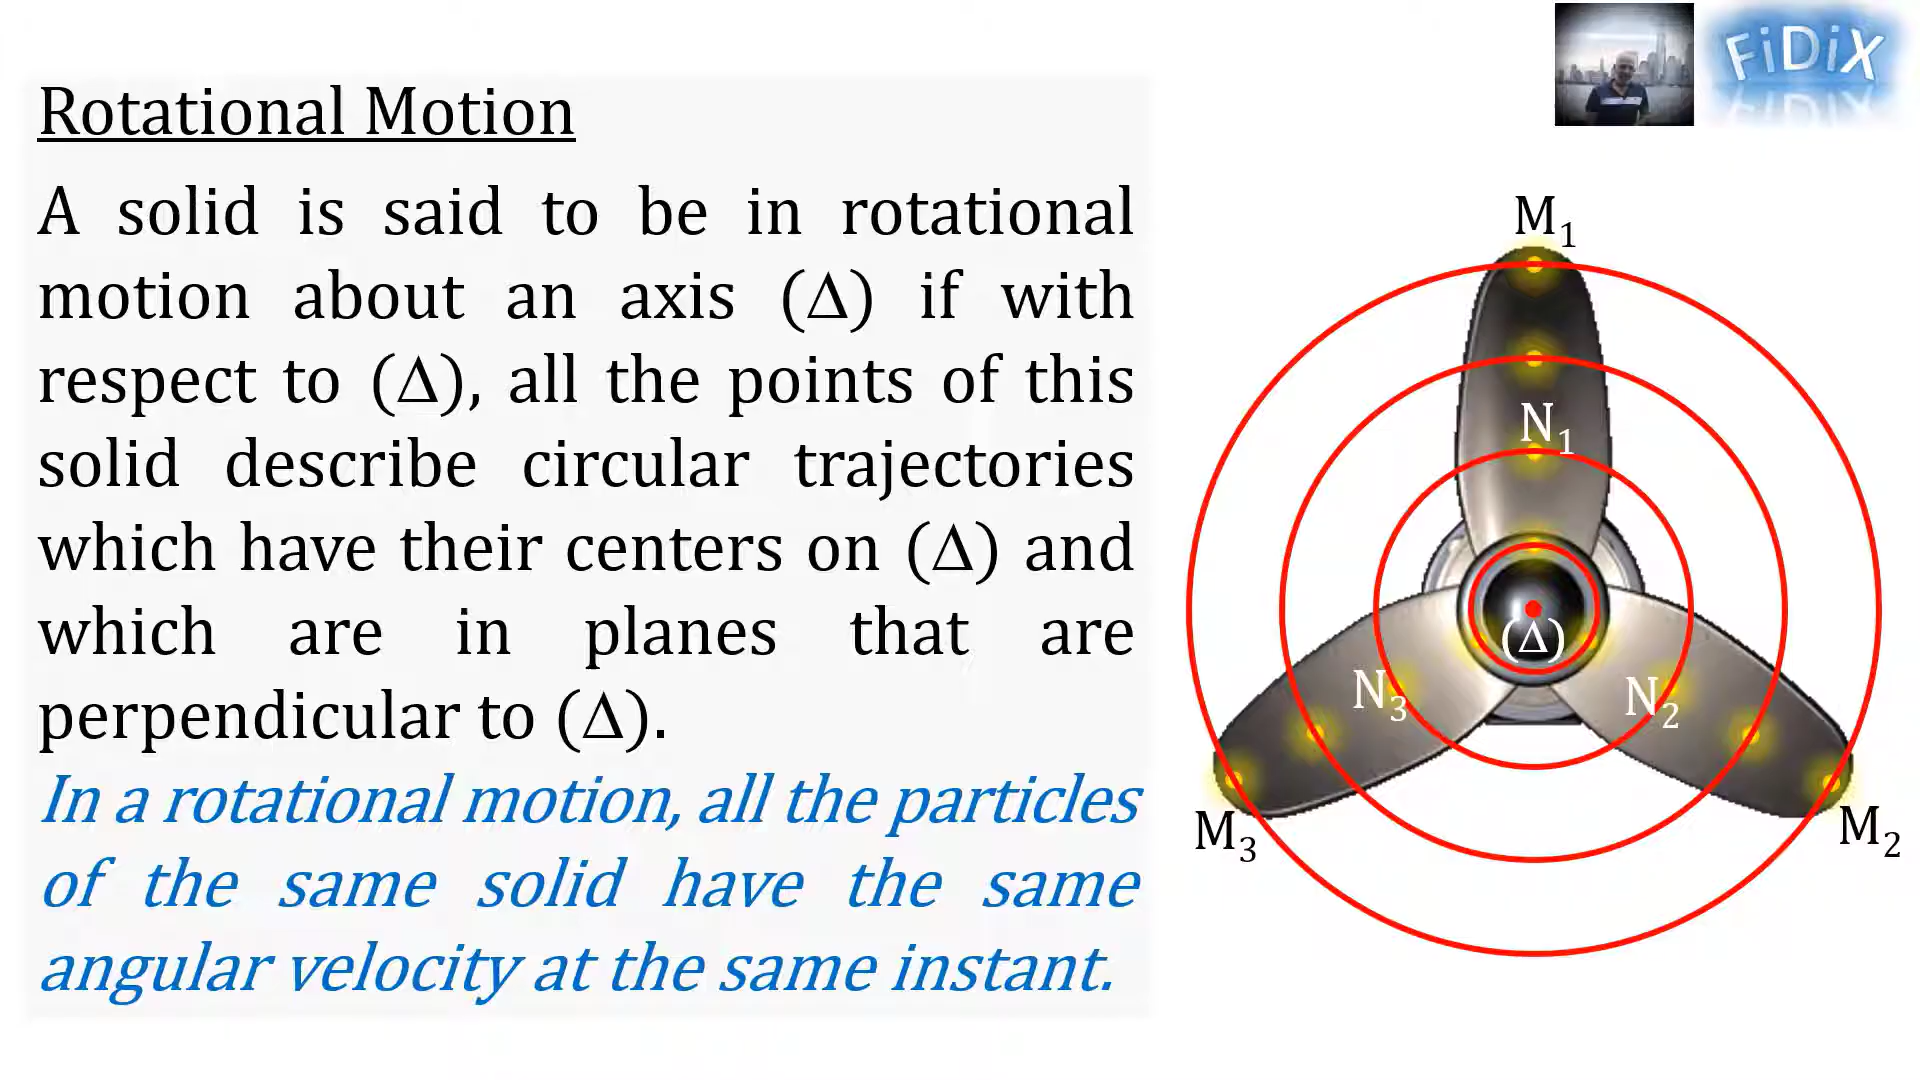 FiDiX
Rotational Motion
A solid is said to be in rotational
motion about an axis (Δ) if with
respect to (Δ), all the points of this
solid describe circular trajectories
which have their centers on (Δ) and
which are in planes that are
perpendicular to (Δ).
In a rotational motion, all the particles
of the same solid have the same
angular velocity at the same instant.
M₁
N₁
(Δ)
N₃
N₂
M₃
M₂